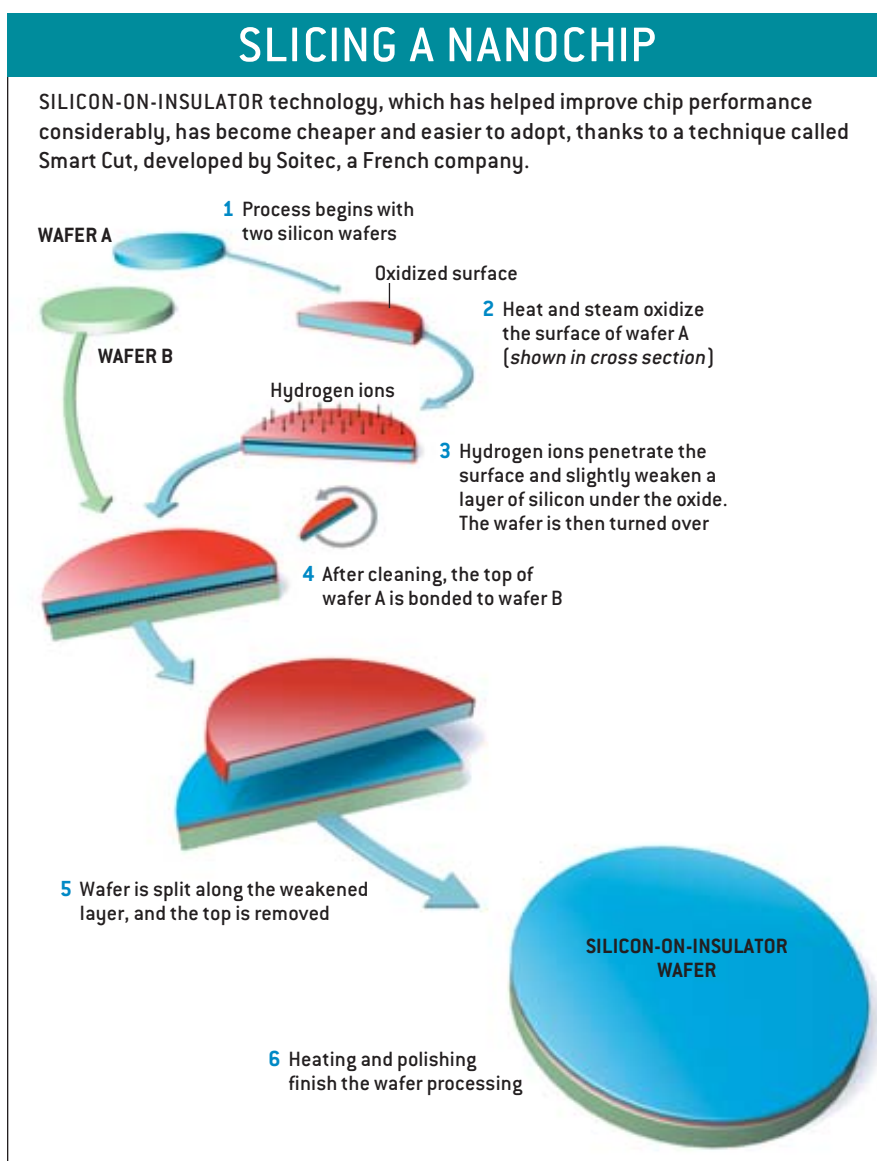 SLICING A NANOCHIP
SILICON-ON-INSULATOR technology, which has helped improve chip performance
considerably, has become cheaper and easier to adopt, thanks to a technique called
Smart Cut, developed by Soitec, a French company.
1 Process begins with
two silicon wafers
WAFER A
WAFER B
Oxidized surface
2 Heat and steam oxidize
the surface of wafer A
(shown in cross section)
Hydrogen ions
3 Hydrogen ions penetrate the
surface and slightly weaken a
layer of silicon under the oxide.
The wafer is then turned over
4 After cleaning, the top of
wafer A is bonded to wafer B
5 Wafer is split along the weakened
layer, and the top is removed
SILICON-ON-INSULATOR
WAFER
6 Heating and polishing
finish the wafer processing